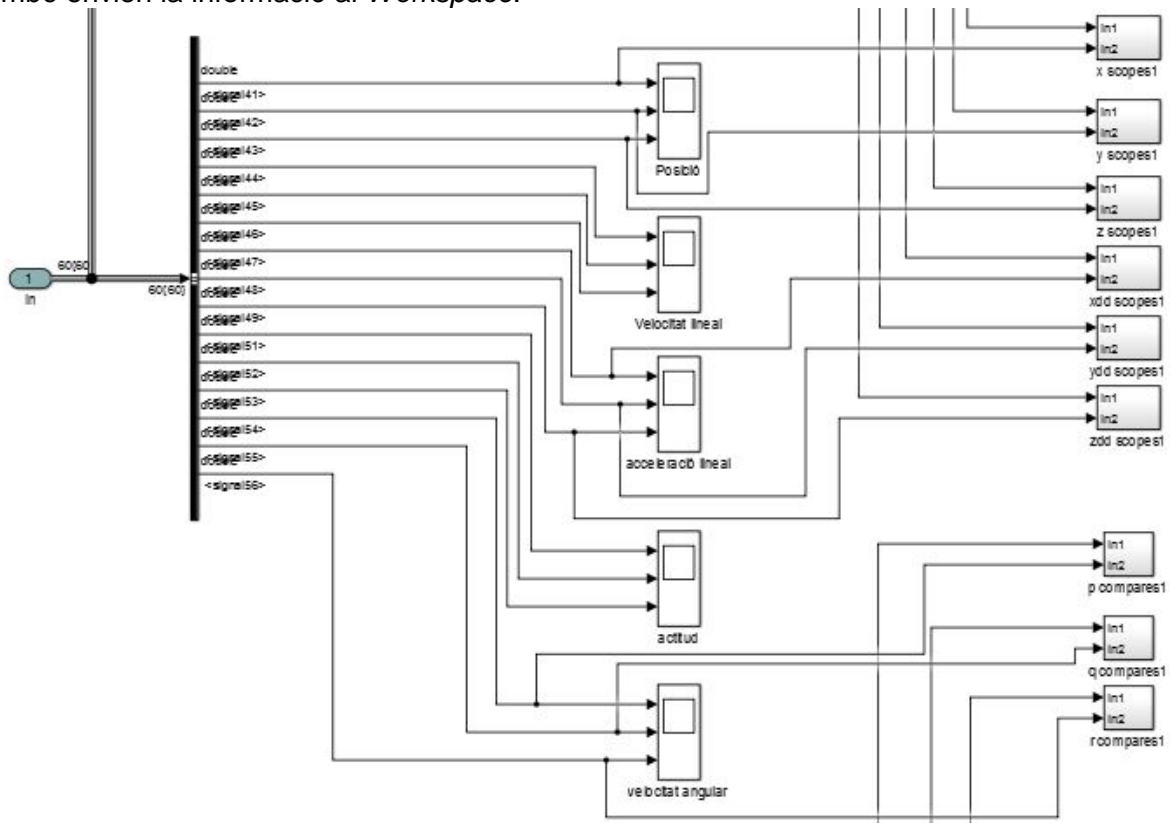 també envien la informació al Workspace.
double
<signal41>
<signal42>
<signal43>
<signal44>
<signal45>
<signal46>
<signal47>
<signal48>
<signal49>
<signal51>
<signal52>
<signal53>
<signal54>
<signal55>
<signal56>
60{60
1
In
60{60}
Posició
Velocitat lineal
acceleració lineal
actitud
velocitat angular
In1
In2
x scopes1
In1
In2
y scopes1
In1
In2
z scopes1
In1
In2
xdd scopes1
In1
In2
ydd scopes1
In1
In2
zdd scopes1
In1
In2
p compares1
In1
In2
q compares1
In1
In2
r compares1